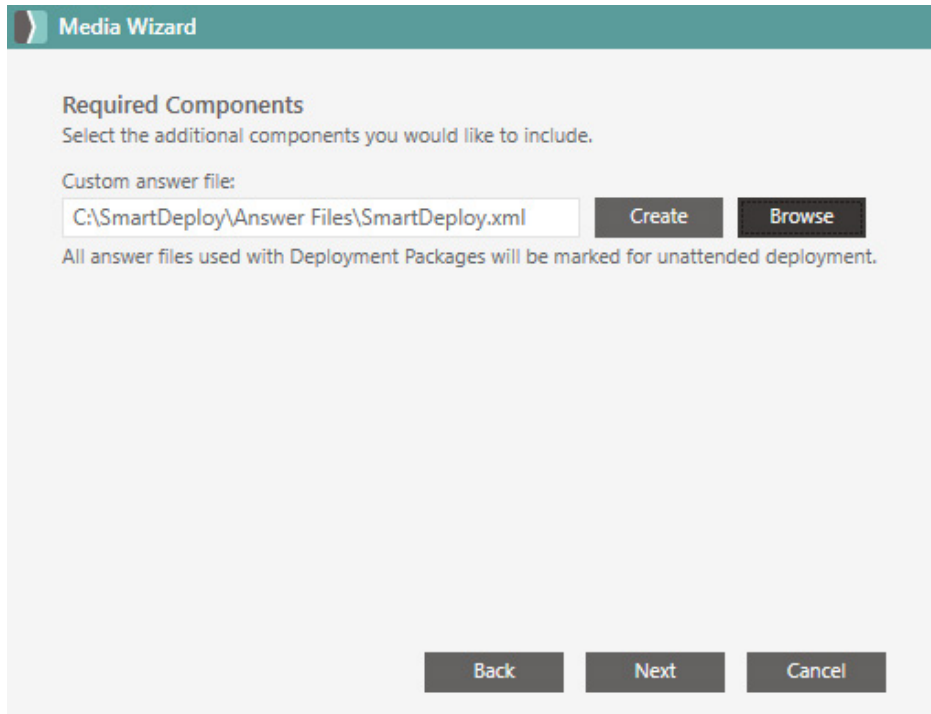 Media Wizard
Required Components
Select the additional components you would like to include.
Custom answer file:
C:\SmartDeploy\Answer Files\SmartDeploy.xml
Create
Browse
All answer files used with Deployment Packages will be marked for unattended deployment.
Back
Next
Cancel